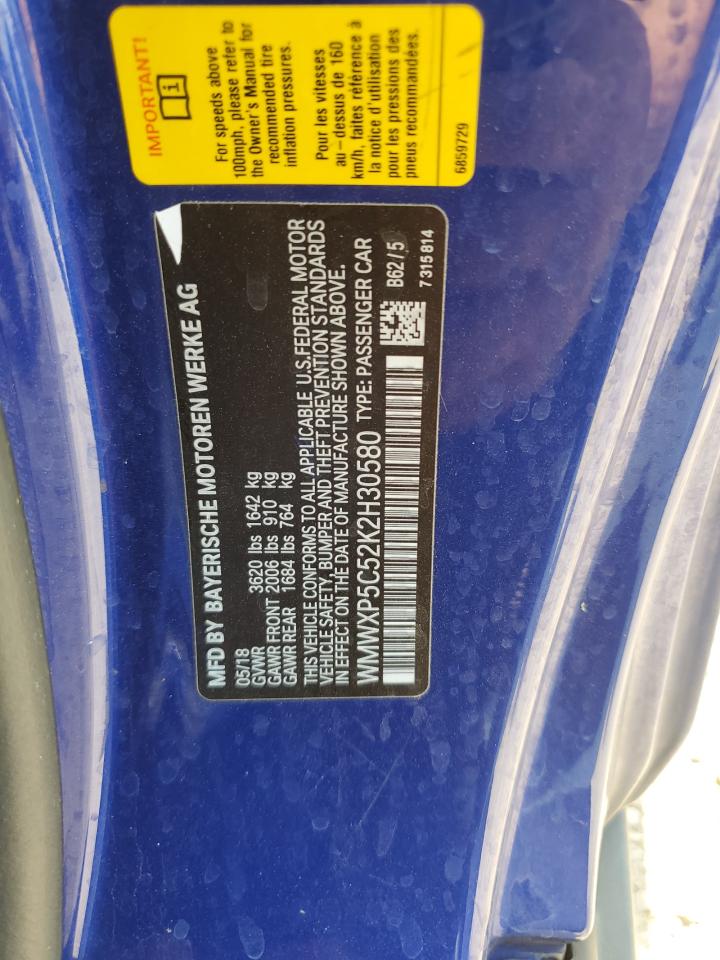 IMPORTANT!
For speeds above
100mph, please refer to
the Owner's Manual for
recommended tire
inflation pressures.
Pour les vitesses
au-dessus de 160
km/h, faites référence à
la notice d'utilisation
pour les pressions des
pneus recommandées.
6859729
MFD BY BAYERISCHE MOTOREN WERKE AG
05/18
GVWR 3620 lbs 1642 kg
GAWR FRONT 2006 lbs 910 kg
GAWR REAR 1684 lbs 764 kg
THIS VEHICLE CONFORMS TO ALL APPLICABLE U.S.FEDERAL MOTOR
VEHICLE SAFETY, BUMPER AND THEFT PREVENTION STANDARDS
IN EFFECT ON THE DATE OF MANUFACTURE SHOWN ABOVE.
WMWXP5C52K2H30580 TYPE: PASSENGER CAR
B62/5
7 315 814